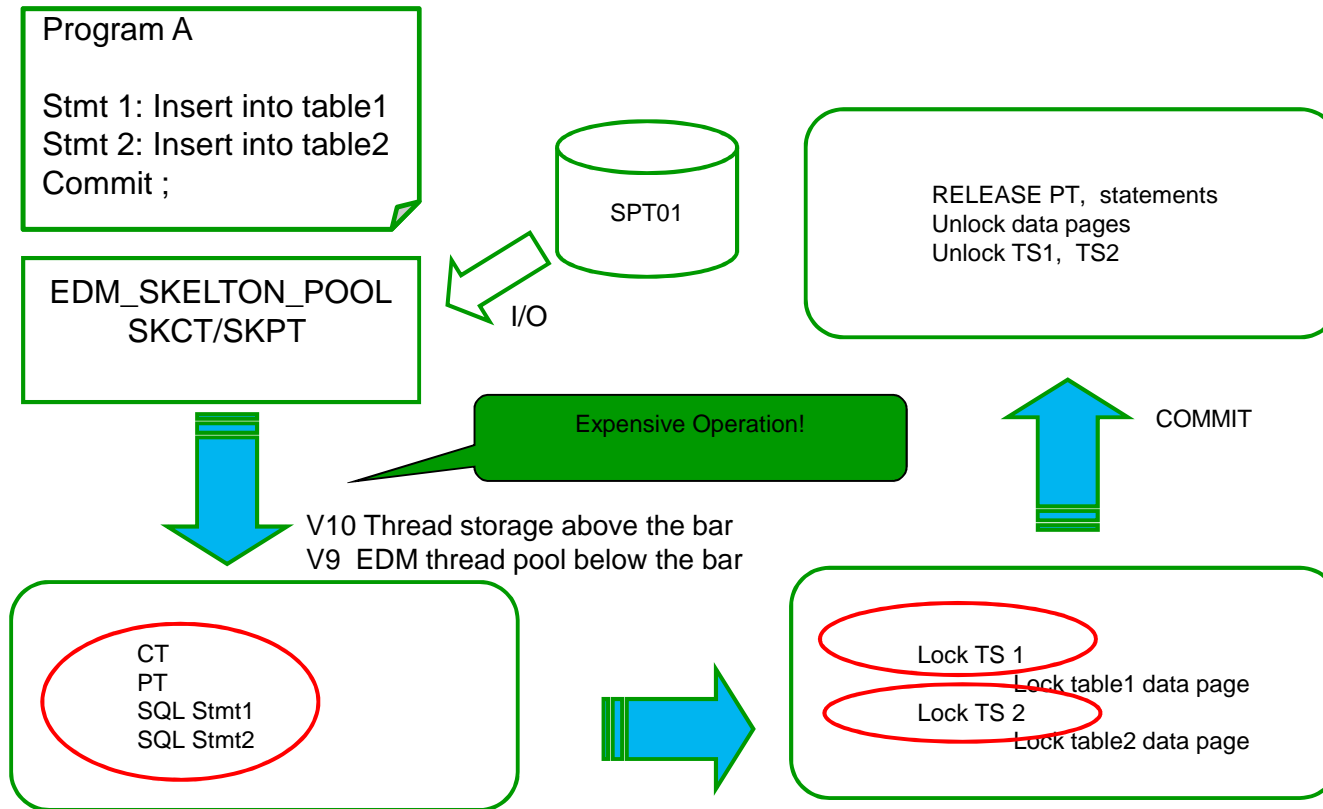 Program A
Stmt 1: Insert into table1
Stmt 2: Insert into table2
Commit ;
EDM_SKELTON_POOL
SKCT/SKPT
SPT01
I/O
RELEASE PT, statements
Unlock data pages
Unlock TS1, TS2
Expensive Operation!
COMMIT
V10 Thread storage above the bar
V9 EDM thread pool below the bar
CT
PT
SQL Stmt1
SQL Stmt2
Lock TS 1
Lock table1 data page
Lock TS 2
Lock table2 data page